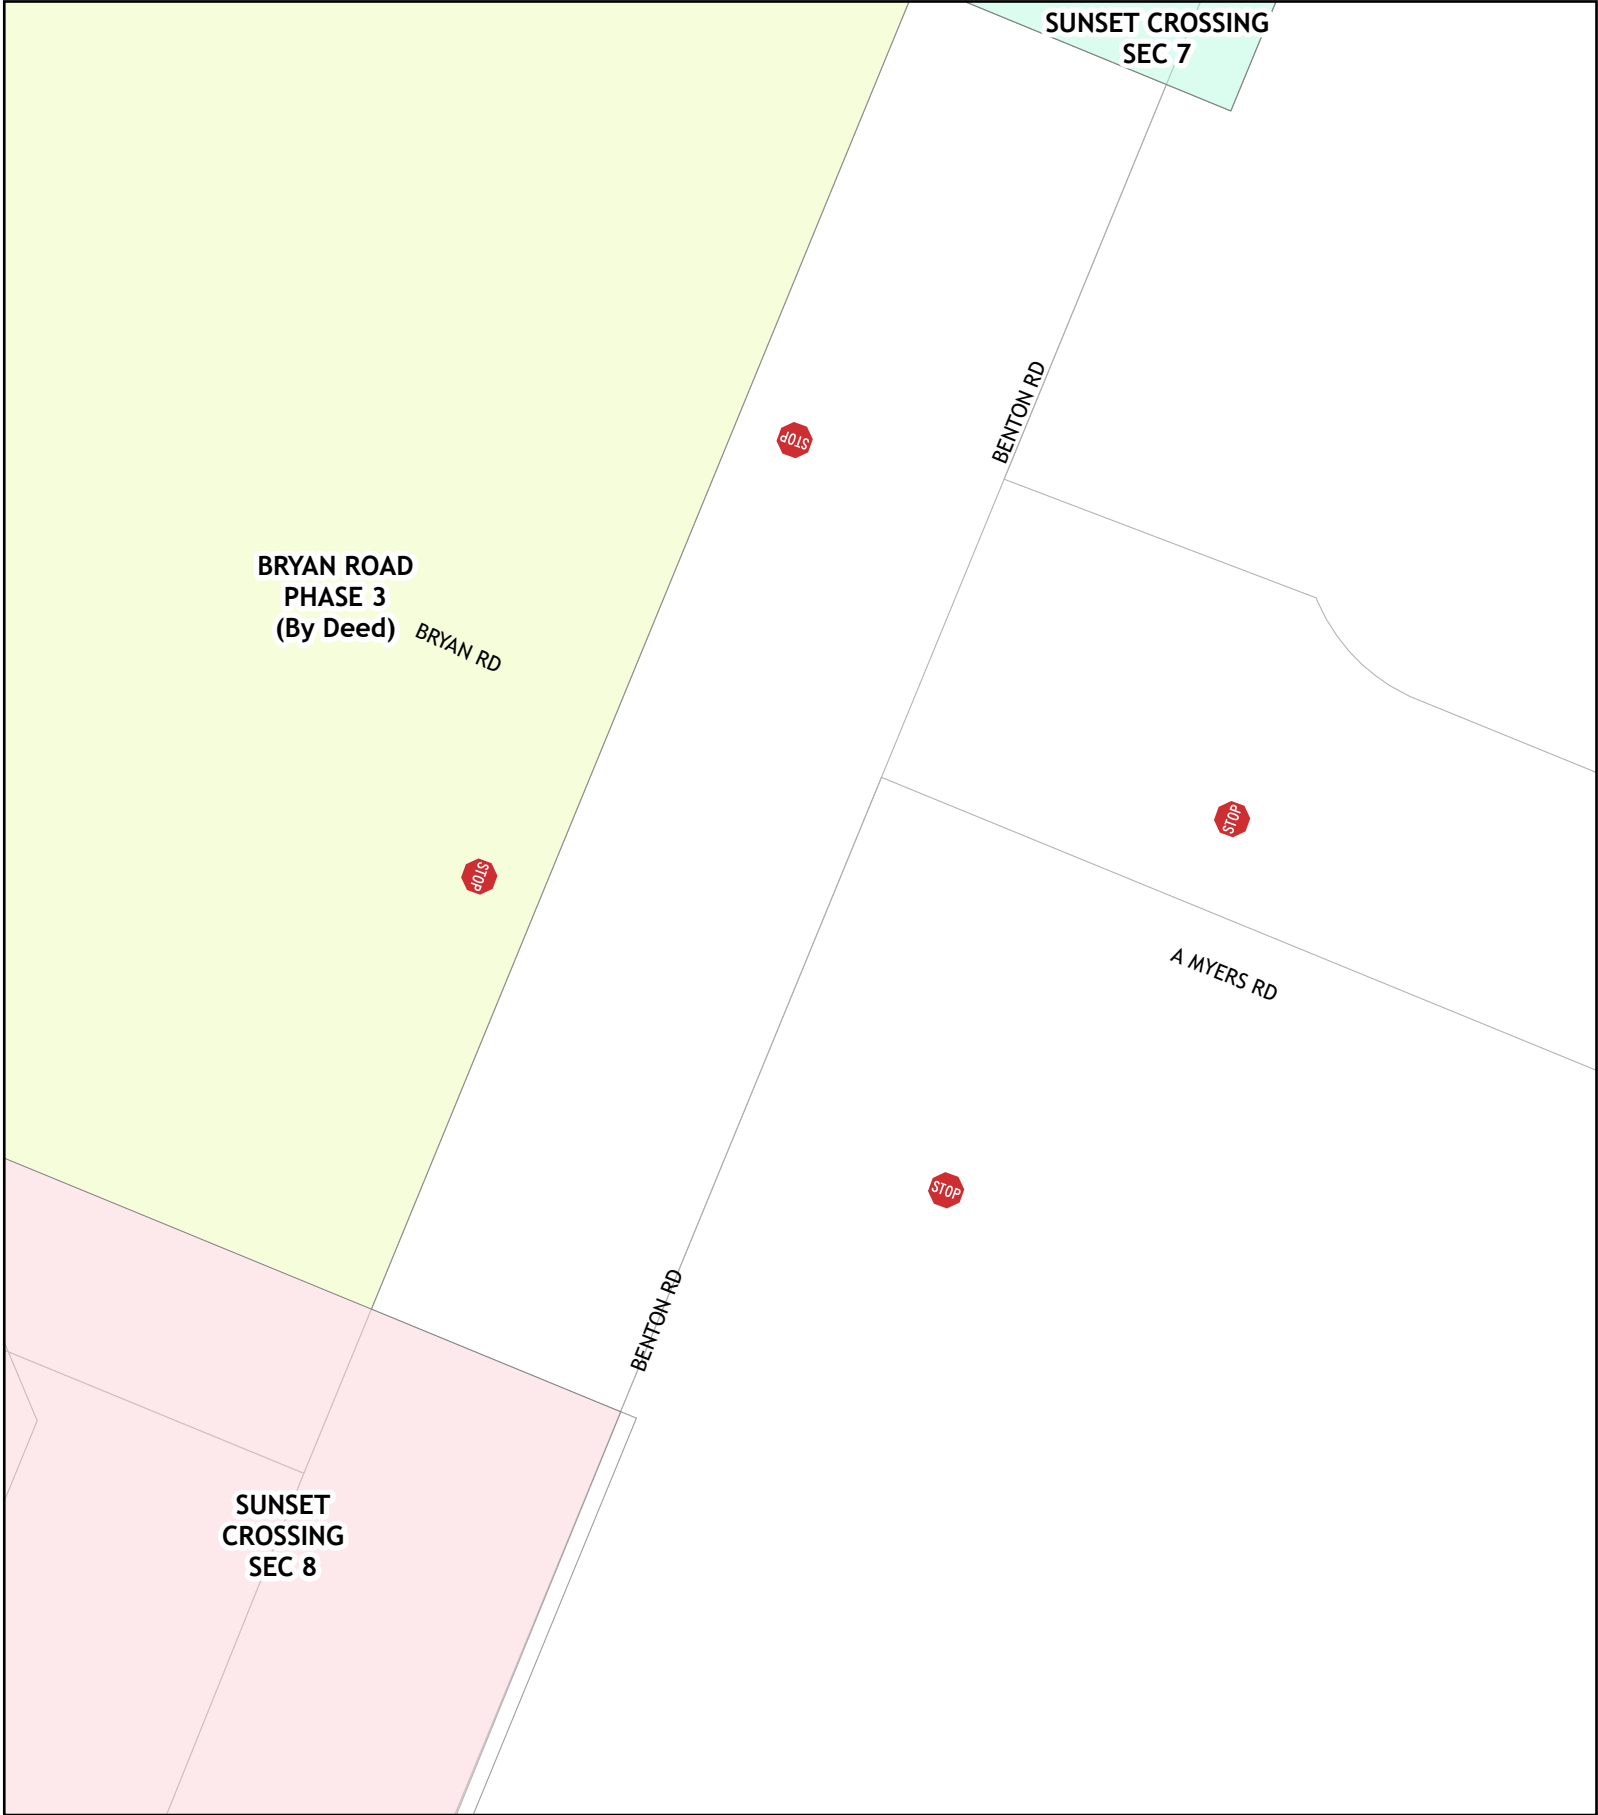 SUNSET CROSSING
SEC 7
BENTON RD
STOP
BRYAN ROAD
PHASE 3
(By Deed)
BRYAN RD
STOP
STOP
A MYERS RD
STOP
BENTON RD
SUNSET
CROSSING
SEC 8